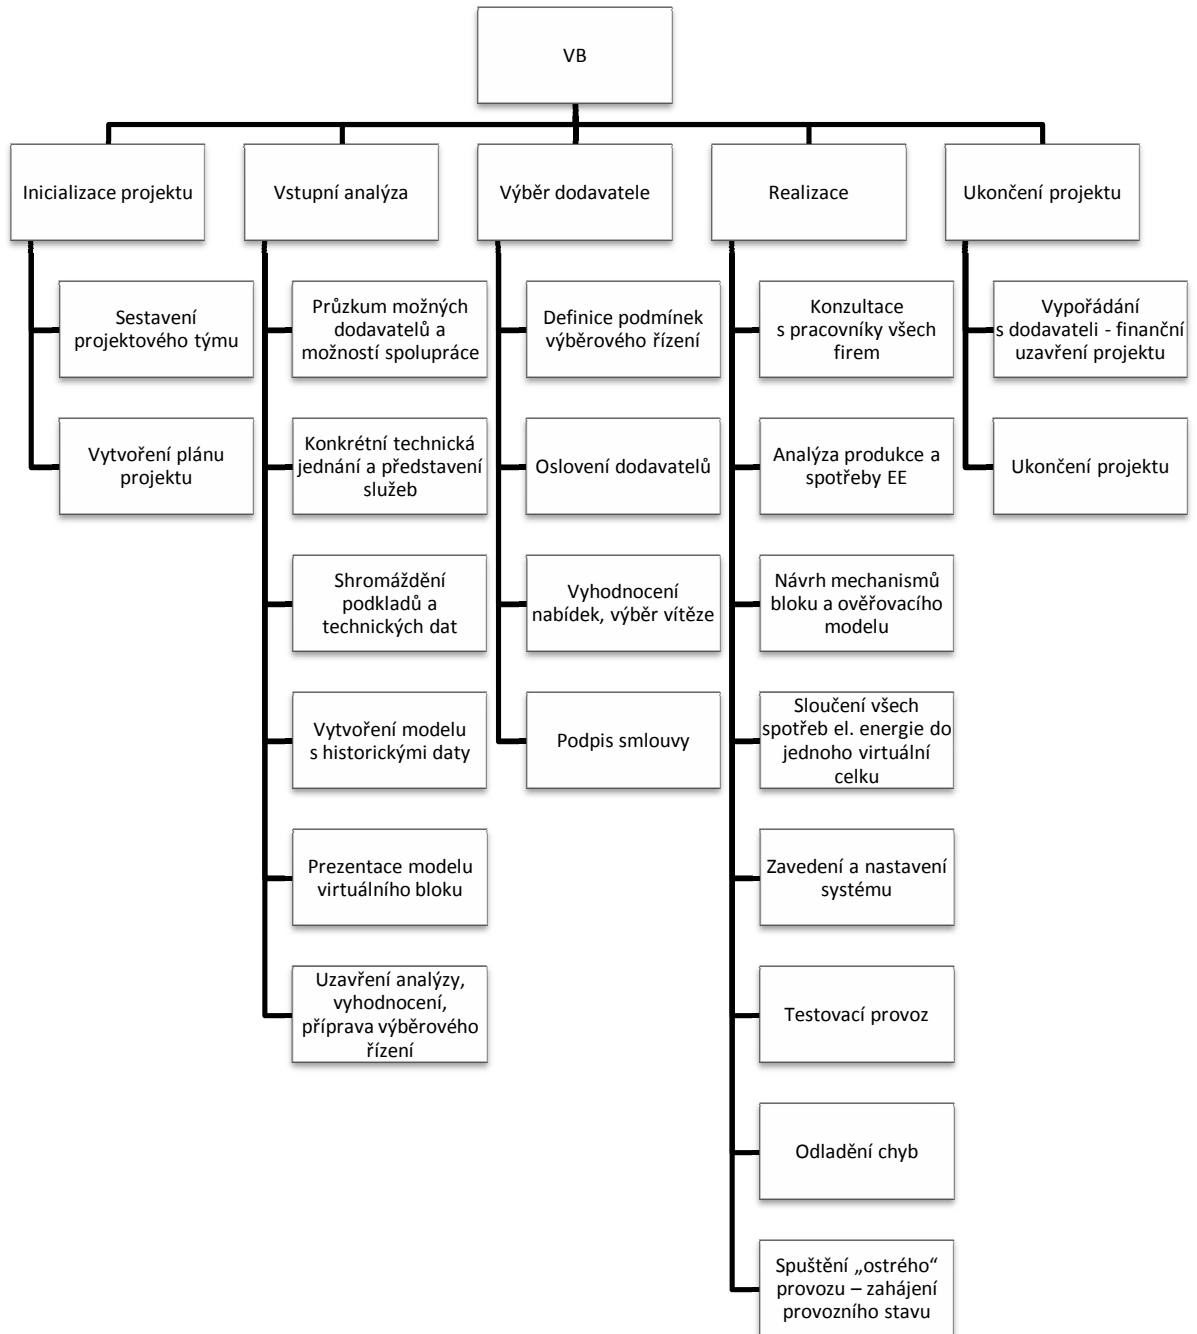 VB
Inicializace projektu
Sestavení
projektového týmu
Vytvoření plánu
projektu
Vstupní analýza
Průzkum možných
dodavatelů a
možností spolupráce
Konkrétní technická
jednání a představení
služeb
Shromáždění
podkladů a
technických dat
Vytvoření modelu
s historickými daty
Prezentace modelu
virtuálního bloku
Uzavření analýzy,
vyhodnocení,
příprava výběrového
řízení
Výběr dodavatele
Definice podmínek
výběrového řízení
Oslovení dodavatelů
Vyhodnocení
nabídek, výběr vítěze
Podpis smlouvy
Realizace
Konzultace
s pracovníky všech
firem
Analýza produkce a
spotřeby EE
Návrh mechanismů
bloku a ověřovacího
modelu
Sloučení všech
spotřeb el. energie do
jednoho virtuální
celku
Zavedení a nastavení
systému
Testovací provoz
Odladění chyb
Spuštění „ostrého“
provozu – zahájení
provozního stavu
Ukončení projektu
Vypořádání
s dodavateli - finanční
uzavření projektu
Ukončení projektu